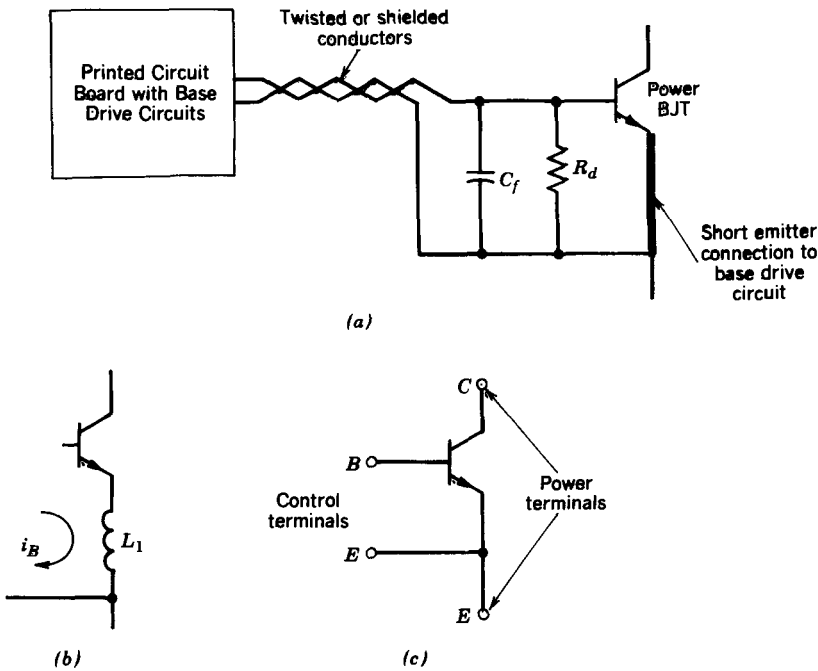 Twisted or shielded
conductors
Printed Circuit
Board with Base
Drive Circuits
Power
BJT
C_f
R_d
Short emitter
connection to
base drive
circuit
(a)
C
B
Control
terminals
Power
terminals
i_B
L_1
E
E
(b)
(c)